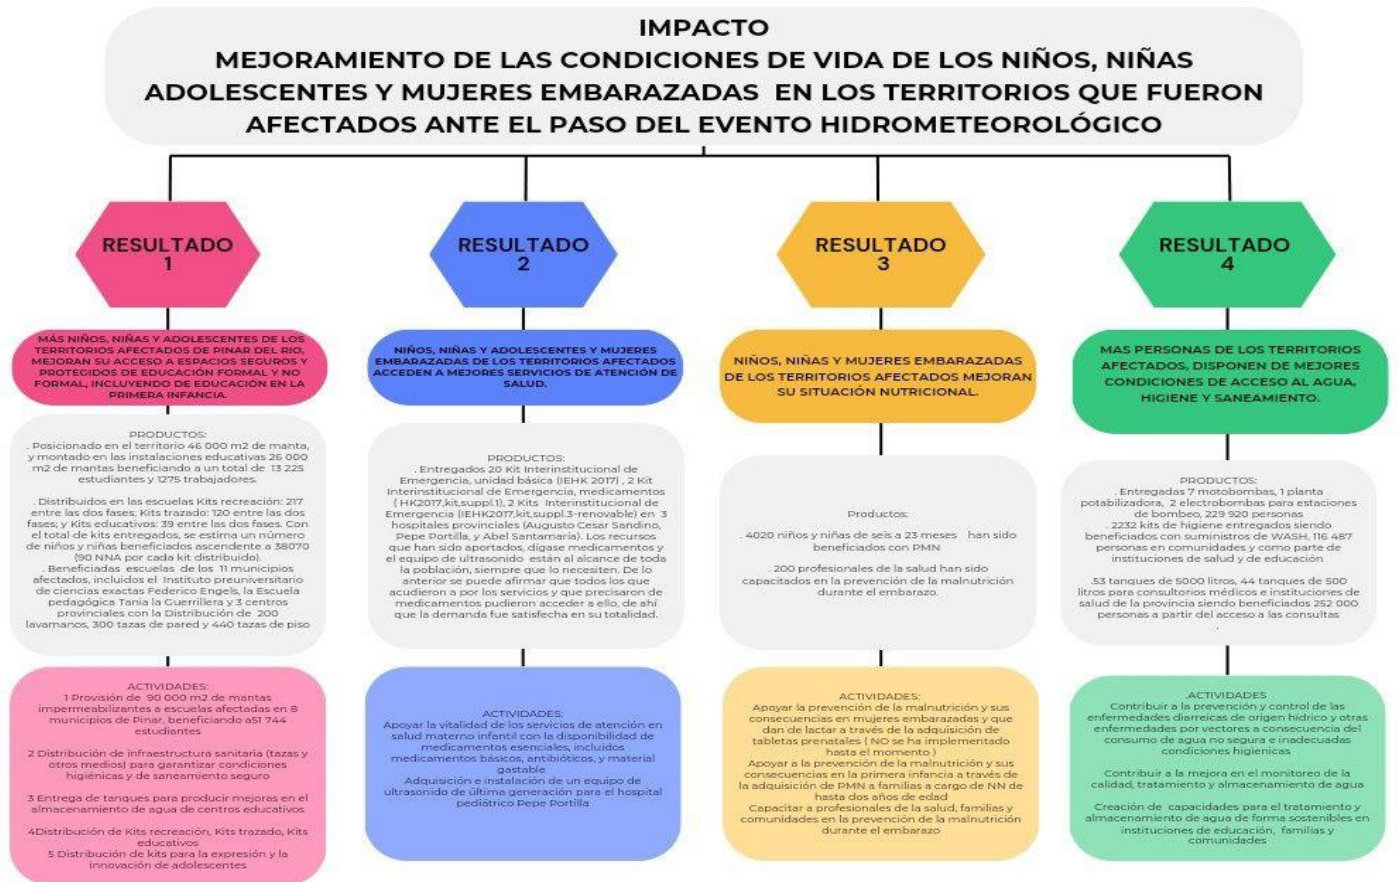 IMPACTO
MEJORAMIENTO DE LAS CONDICIONES DE VIDA DE LOS NIÑOS, NIÑAS
ADOLESCENTES Y MUJERES EMBARAZADAS EN LOS TERRITORIOS QUE FUERON
AFECTADOS ANTE EL PASO DEL EVENTO HIDROMETEOROLÓGICO
RESULTADO
1
MÁS NIÑOS, NIÑAS Y ADOLESCENTES DE LOS
TERRITORIOS AFECTADOS DE PINAR DEL RIO,
MEJORAN SU ACCESO A ESPACIOS SEGUROS Y
PROTEGIDOS DE EDUCACIÓN FORMAL Y NO
FORMAL, INCLUYENDO DE EDUCACIÓN EN LA
PRIMERA INFANCIA.
PRODUCTOS:
. Posicionado en el territorio 46 000 m2 de manta,
y montado en las instalaciones educativas 26 000
m2 de mantas beneficiando a un total de 13 225
estudiantes y 1275 trabajadores.
. Distribuidos en las escuelas Kits recreación: 217
entre las dos fases; Kits trazado: 120 entre las dos
fases; y Kits educativos: 39 entre las dos fases. Con
el total de kits entregados, se estima un número
de niños y niñas beneficiados ascendente a 38070
(90 NNA por cada kit distribuido).
. Beneficiadas escuelas de los 11 municipios
afectados, incluidos el Instituto preuniversitario
de ciencias exactas Federico Engels, la Escuela
pedagógica Tania la Guerrillera y 3 centros
provinciales con la Distribución de 200
lavamanos, 300 tazas de pared y 440 tazas de piso
ACTIVIDADES:
1 Provisión de 90 000 m2 de mantas
impermeabilizantes a escuelas afectadas en 8
municipios de Pinar, beneficiando a51 744
estudiantes
2 Distribución de infraestructura sanitaria (tazas y
otros medios) para garantizar condiciones
higiénicas y de saneamiento seguro
3 Entrega de tanques para producir mejoras en el
almacenamiento de agua de centros educativos
4Distribución de Kits recreación, Kits trazado, Kits
educativos
5 Distribución de kits para la expresión y la
innovación de adolescentes
RESULTADO
2
NIÑOS, NIÑAS Y ADOLESCENTES Y MUJERES
EMBARAZADAS DE LOS TERRITORIOS AFECTADOS
ACCEDEN A MEJORES SERVICIOS DE ATENCIÓN DE
SALUD.
PRODUCTOS:
. Entregados 20 Kit Interinstitucional de
Emergencia, unidad básica (IEHK 2017) , 2 Kit
Interinstitucional de Emergencia, medicamentos
( HK2017,kit,suppl.1), 2 Kits Interinstitucional de
Emergencia (IEHK2017,kit,suppl.3-renovable) en 3
hospitales provinciales (Augusto Cesar Sandino,
Pepe Portilla, y Abel Santamaría). Los recursos
que han sido aportados, dígase medicamentos y
el equipo de ultrasonido están al alcance de toda
la población, siempre que lo necesiten. De lo
anterior se puede afirmar que todos los que
acudieron a por los servicios y que precisaron de
medicamentos pudieron acceder a ello, de ahí
que la demanda fue satisfecha en su totalidad.
ACTIVIDADES:
Apoyar la vitalidad de los servicios de atención en
salud materno infantil con la disponibilidad de
medicamentos esenciales, incluidos
medicamentos básicos, antibióticos, y material
gastable
Adquisición e instalación de un equipo de
ultrasonido de última generación para el hospital
pediátrico Pepe Portilla
RESULTADO
3
NIÑOS, NIÑAS Y MUJERES EMBARAZADAS
DE LOS TERRITORIOS AFECTADOS MEJORAN
SU SITUACIÓN NUTRICIONAL.
Productos:
. 4020 niños y niñas de seis a 23 meses han sido
beneficiados con PMN
. 200 profesionales de la salud han sido
capacitados en la prevención de la malnutrición
durante el embarazo.
ACTIVIDADES:
Apoyar la prevención de la malnutrición y sus
consecuencias en mujeres embarazadas y que
dan de lactar a través de la adquisición de
tabletas prenatales ( NO se ha implementado
hasta el momento )
Apoyar a la prevención de la malnutrición y sus
consecuencias en la primera infancia a través de
la adquisición de PMN a familias a cargo de NN de
hasta dos años de edad
Capacitar a profesionales de la salud, familias y
comunidades en la prevención de la malnutrición
durante el embarazo
RESULTADO
4
MAS PERSONAS DE LOS TERRITORIOS
AFECTADOS, DISPONEN DE MEJORES
CONDICIONES DE ACCESO AL AGUA,
HIGIENE Y SANEAMIENTO.
PRODUCTOS:
. Entregadas 7 motobombas, 1 planta
potabilizadora, 2 electrobombas para estaciones
de bombeo, 229 920 personas
. 2232 kits de higiene entregados siendo
beneficiados con suministros de WASH, 116 487
personas en comunidades y como parte de
instituciones de salud y de educación
.53 tanques de 5000 litros, 44 tanques de 500
litros para consultorios médicos e instituciones de
salud de la provincia siendo beneficiados 252 000
personas a partir del acceso a las consultas
.
.ACTIVIDADES
Contribuir a la prevención y control de las
enfermedades diarreicas de origen hídrico y otras
enfermedades por vectores a consecuencia del
consumo de agua no segura e inadecuadas
condiciones higienicas
Contribuir a la mejora en el monitoreo de la
calidad, tratamiento y almacenamiento de agua
Creación de capacidades para el tratamiento y
almacenamiento de agua de forma sostenibles en
instituciones de educación, familias y
comunidades